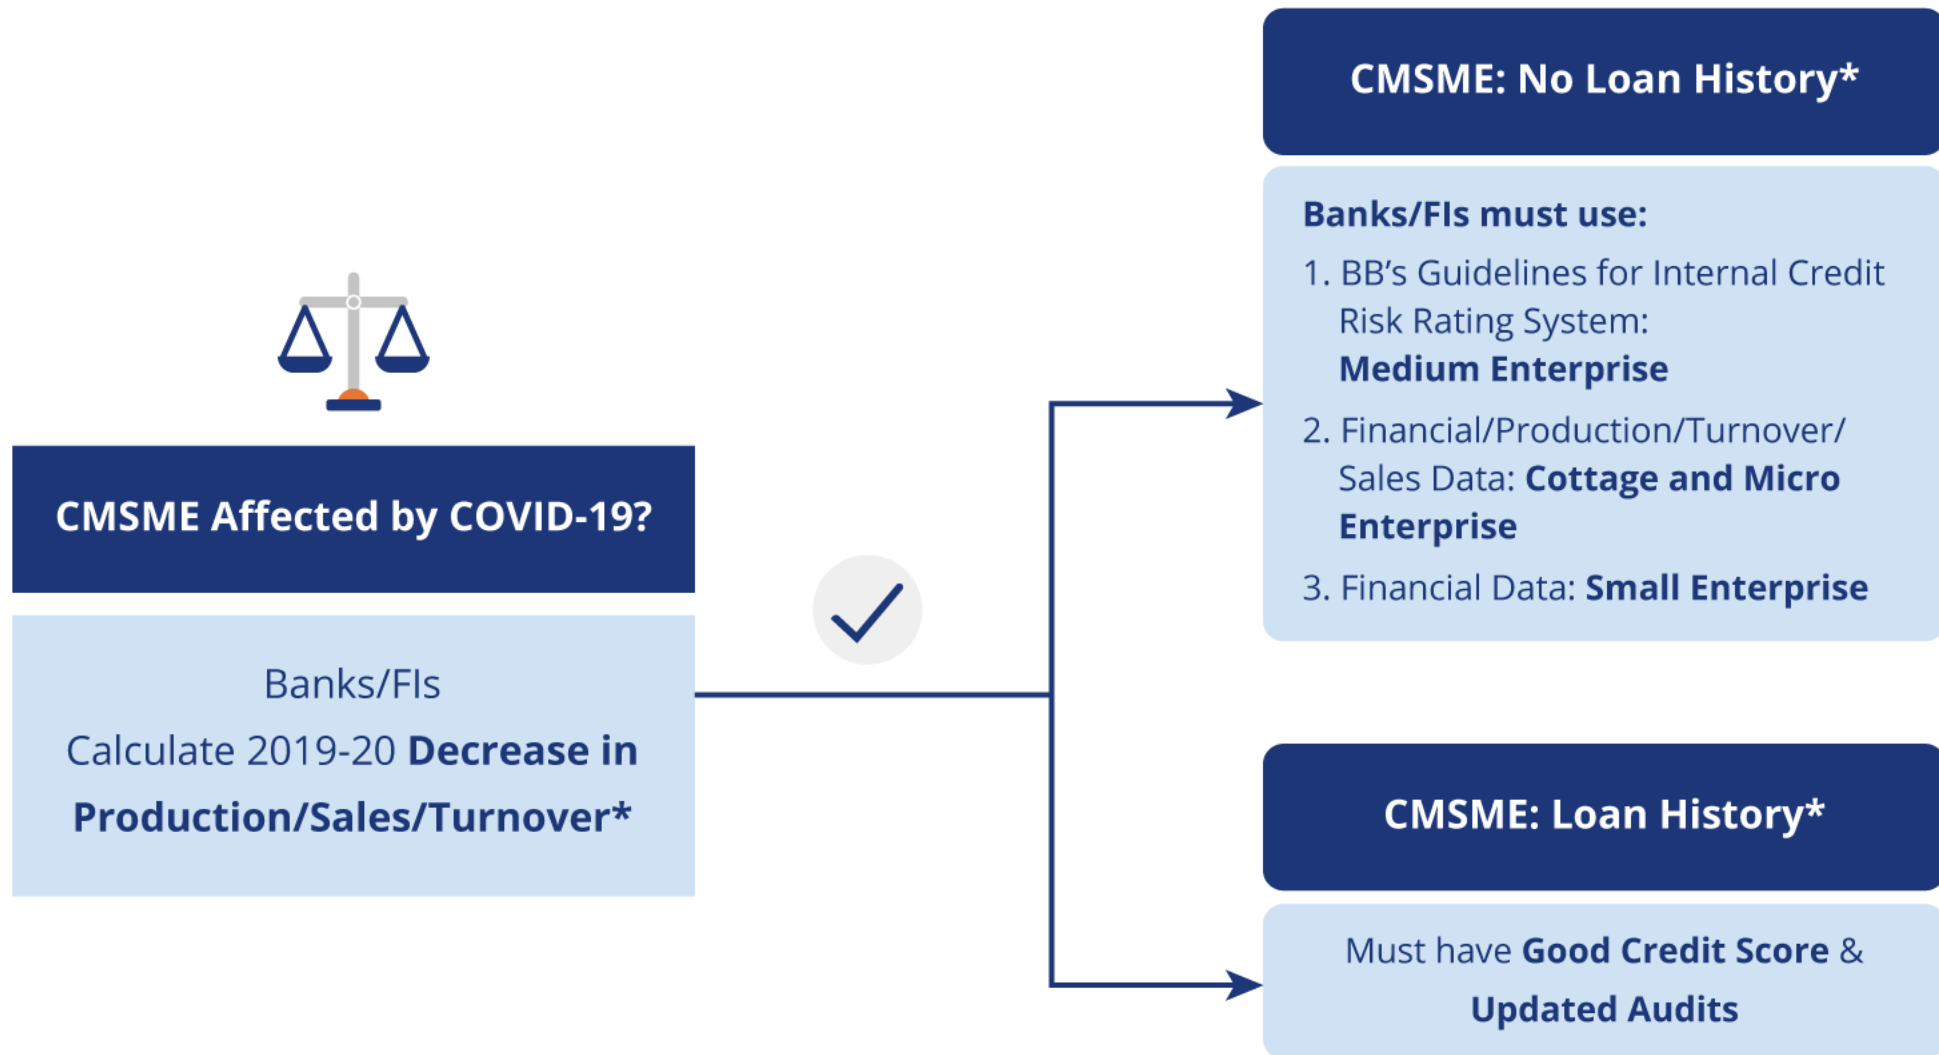 CMSME Affected by COVID-19?
Banks/FIs
Calculate 2019-20 Decrease in
Production/Sales/Turnover*
CMSME: No Loan History*
Banks/FIs must use:
1. BB’s Guidelines for Internal Credit
Risk Rating System:
Medium Enterprise
2. Financial/Production/Turnover/
Sales Data: Cottage and Micro
Enterprise
3. Financial Data: Small Enterprise
CMSME: Loan History*
Must have Good Credit Score &
Updated Audits